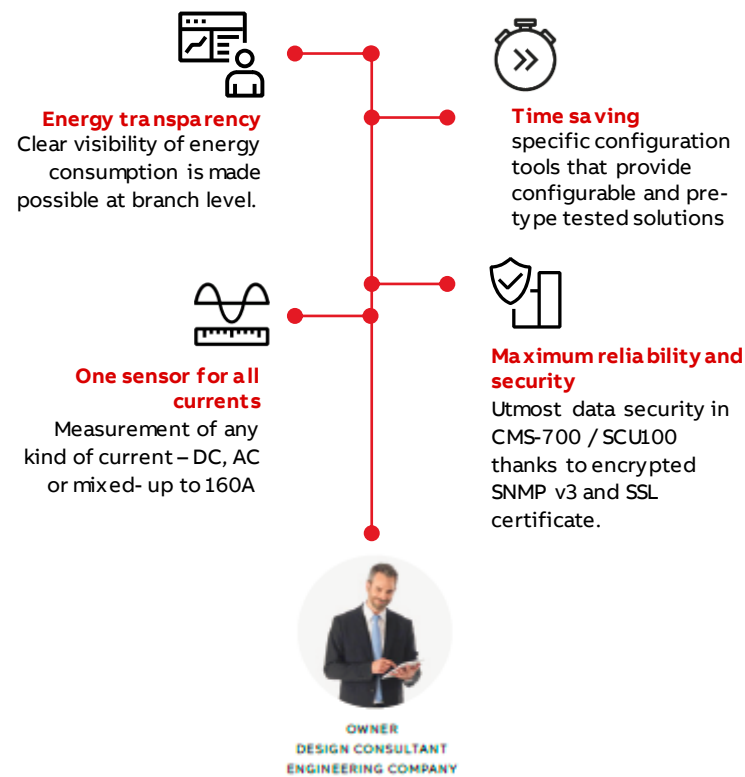 Energy transparency
Clear visibility of energy
consumption is made
possible at branch level.
Time saving
specific configuration
tools that provide
configurable and pre-
type tested solutions
One sensor for all
currents
Measurement of any
kind of current – DC, AC
or mixed- up to 160A
Maximum reliability and
security
Utmost data security in
CMS-700 / SCU100
thanks to encrypted
SNMP v3 and SSL
certificate.
OWNER
DESIGN CONSULTANT
ENGINEERING COMPANY